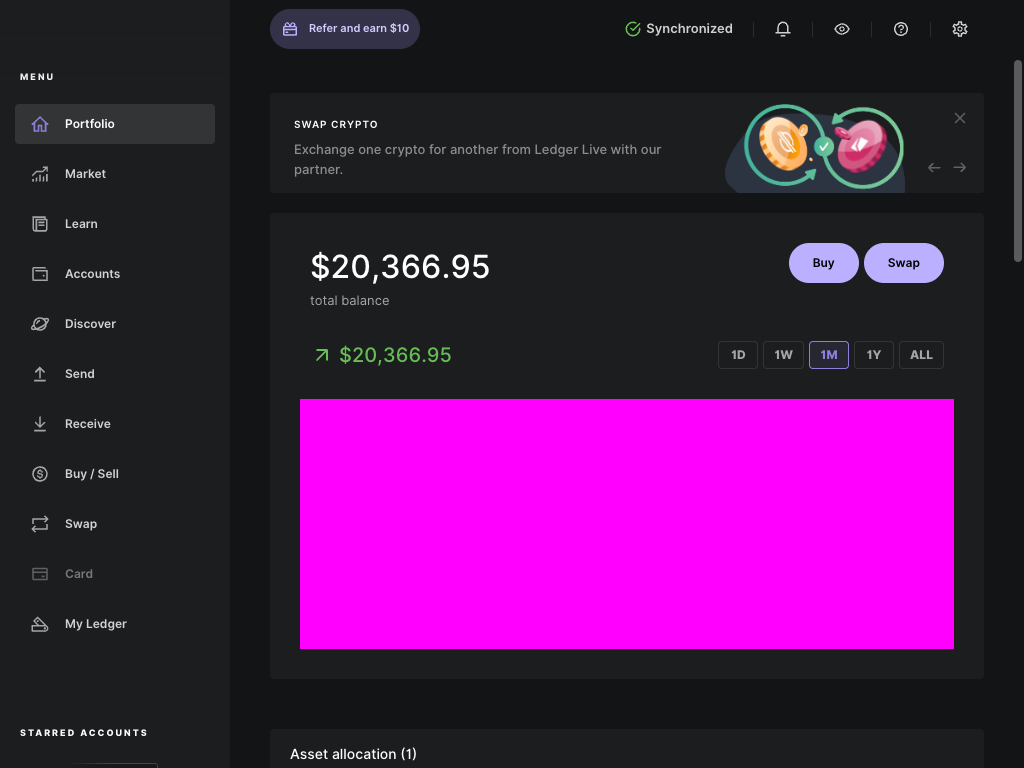 Refer and earn $10
Synchronized
MENU
Portfolio
Market
Learn
Accounts
Discover
Send
Receive
Buy / Sell
Swap
Card
My Ledger
STARRED ACCOUNTS
SWAP CRYPTO
Exchange one crypto for another from Ledger Live with our
partner.
$20,366.95
total balance
Buy
Swap
$20,366.95
1D
1W
1M
1Y
ALL
Asset allocation (1)